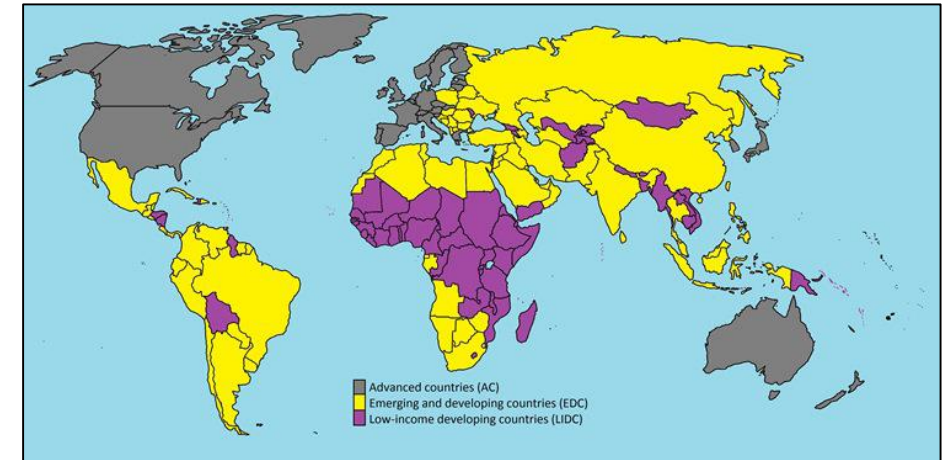 Advanced countries (AC)
Emerging and developing countries (EDC)
Low-income developing countries (LIDC)